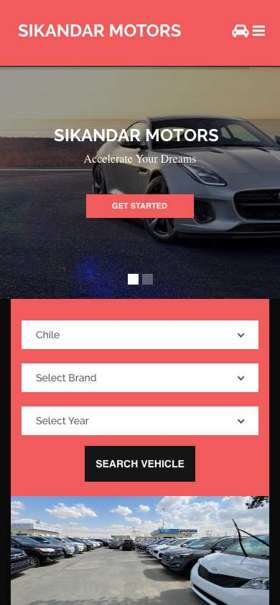 SIKANDAR MOTORS
SIKANDAR MOTORS
Accelerate Your Dreams
GET STARTED
Chile
Select Brand
Select Year
SEARCH VEHICLE